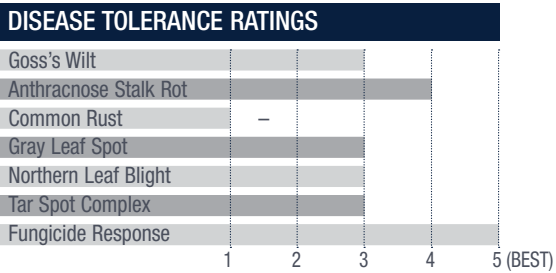 DISEASE TOLERANCE RATINGS
Goss's Wilt
Anthracnose Stalk Rot
Common Rust –
Gray Leaf Spot
Northern Leaf Blight
Tar Spot Complex
Fungicide Response
1 2 3 4 5 (BEST)